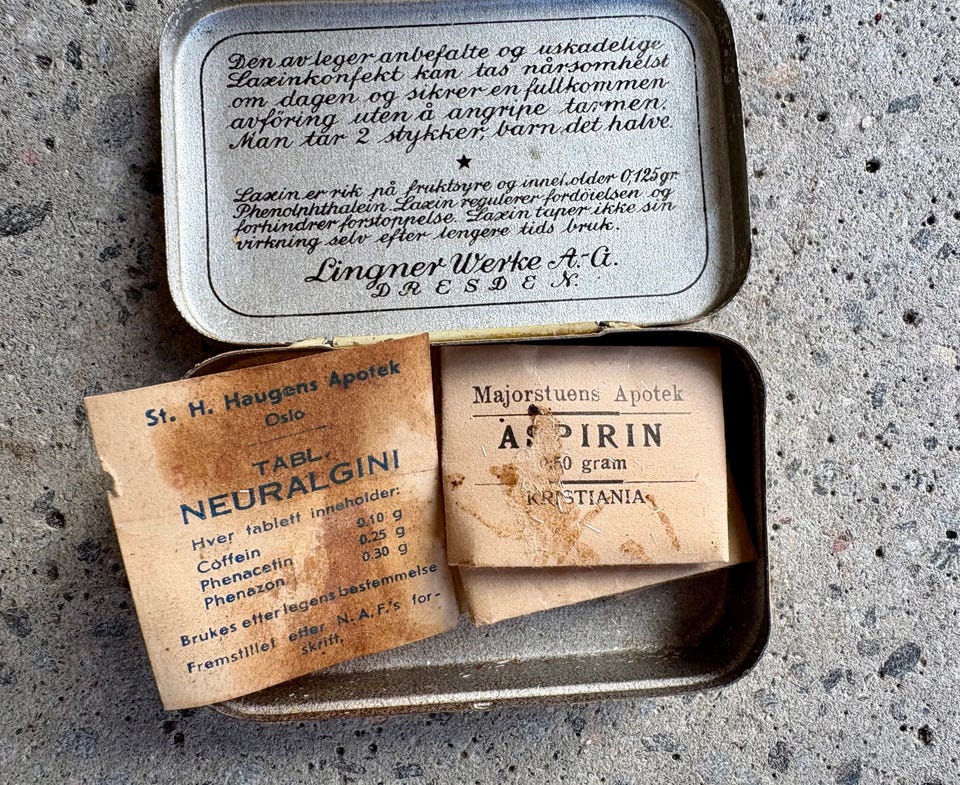 Den av leger anbefalte og uskadelige
Laxinkonfekt kan tas nårsomhelst
om dagen og sikrer en fullkommen
avföring uten å angripe tarmen.
Man tar 2 stykker, barn det halve.
★
Laxin er rik på fruktsyre og inneholder 0,125 gr.
Phenolphthalein. Laxin regulerer fordöielsen og
forhindrer forstoppelse. Laxin taper ikke sin
virkning selv efter lengere tids bruk.
Lingner Werke A.-G.
DRESDEN.
St. H. Haugens Apotek
Oslo
TABL.
NEURALGINI
Hver tablett inneholder:
Coffein 0.10 g
Phenacetin 0.25 g
Phenazon 0.30 g
Brukes efter legens bestemmelse
Fremstillet efter N. A. F.'s for-
skrift.
Majorstuens Apotek
ASPIRIN
gram
KRISTIANIA